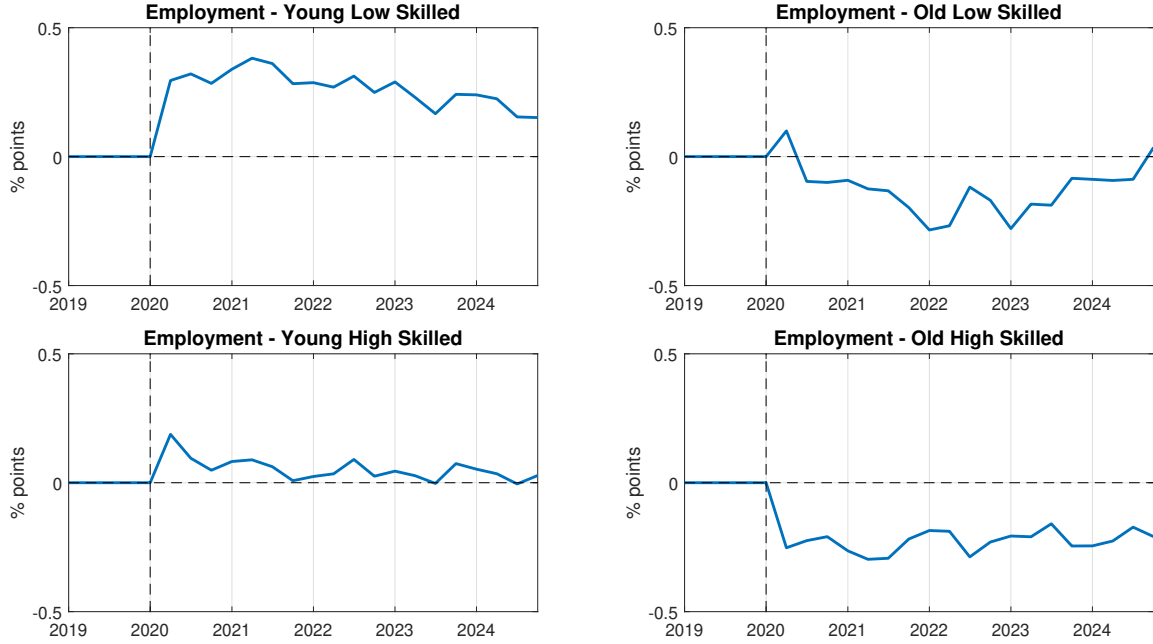 Employment - Young Low Skilled
0.5
0
-0.5
% points
2019 2020 2021 2022 2023 2024
Employment - Old Low Skilled
0.5
0
-0.5
% points
2019 2020 2021 2022 2023 2024
Employment - Young High Skilled
0.5
0
-0.5
% points
2019 2020 2021 2022 2023 2024
Employment - Old High Skilled
0.5
0
-0.5
% points
2019 2020 2021 2022 2023 2024